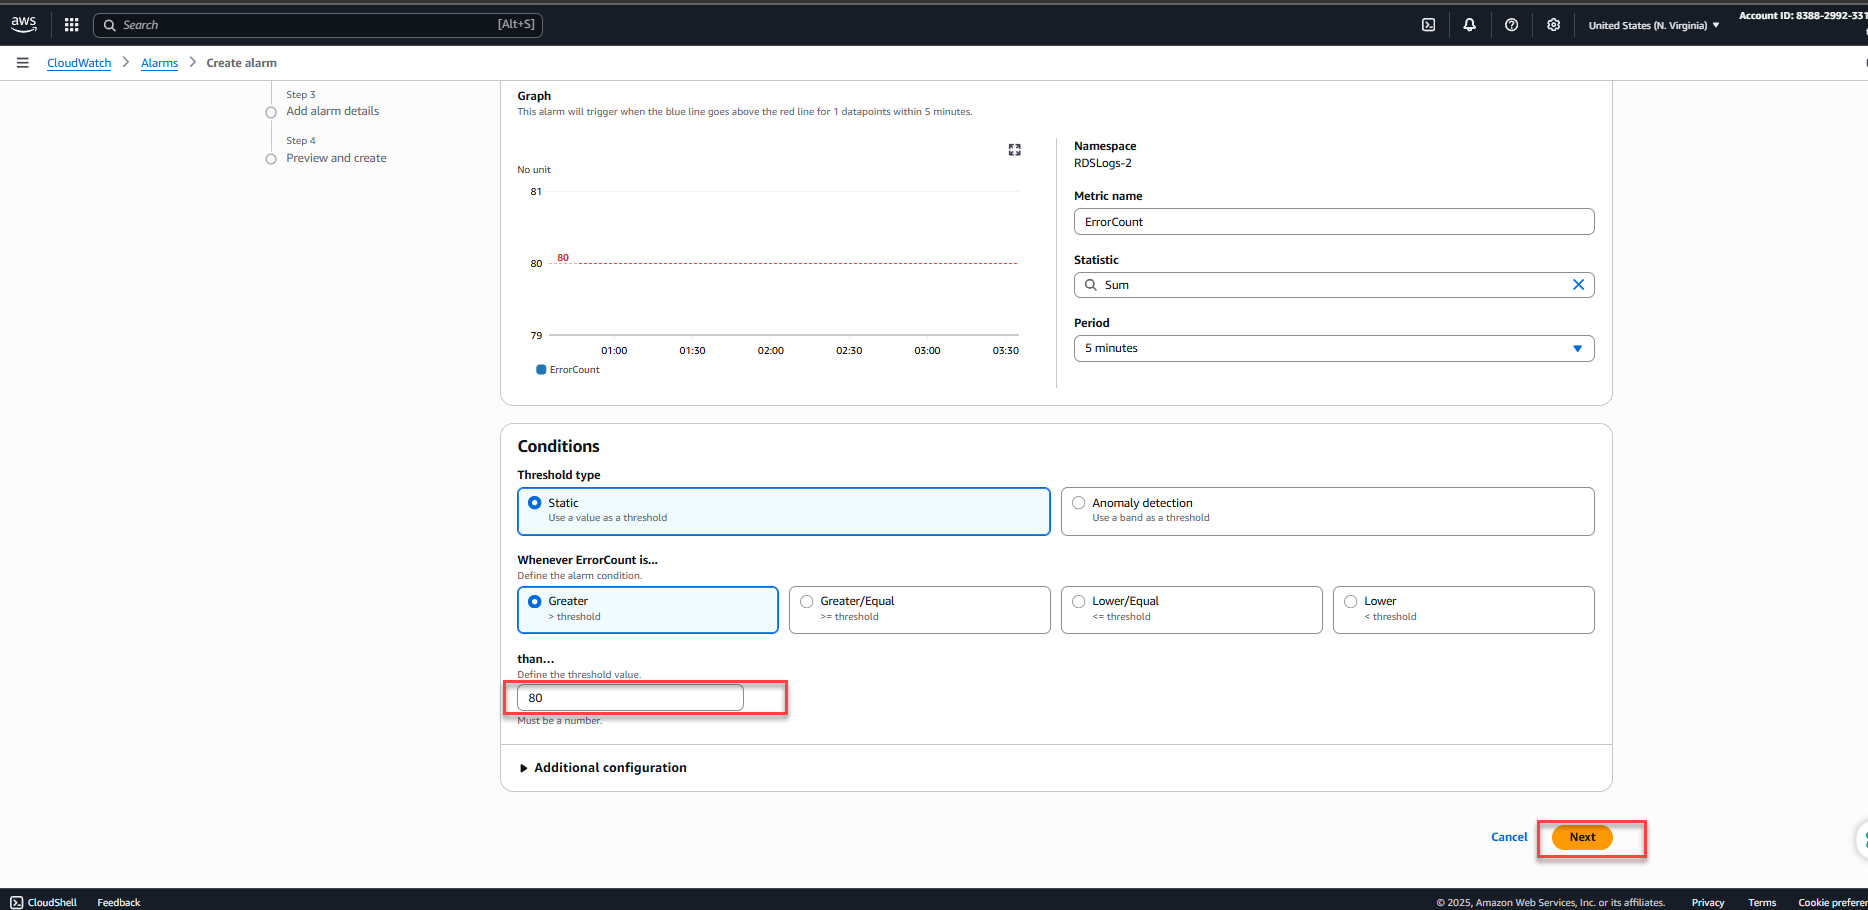 aws
Search [Alt+S]
United States (N. Virginia)
Account ID: 8388-2992-331
CloudWatch > Alarms > Create alarm
Step 3
Add alarm details
Step 4
Preview and create
Graph
This alarm will trigger when the blue line goes above the red line for 1 datapoints within 5 minutes.
No unit
81
80
80
79
01:00 01:30 02:00 02:30 03:00 03:30
ErrorCount
Namespace
RDSLogs-2
Metric name
ErrorCount
Statistic
Sum
Period
5 minutes
Conditions
Threshold type
Static
Use a value as a threshold
Anomaly detection
Use a band as a threshold
Whenever ErrorCount is...
Define the alarm condition.
Greater
> threshold
Greater/Equal
>= threshold
Lower/Equal
<= threshold
Lower
< threshold
than...
Define the threshold value.
80
Must be a number.
Additional configuration
Cancel
Next
CloudShell Feedback
© 2025, Amazon Web Services, Inc. or its affiliates. Privacy Terms Cookie prefere